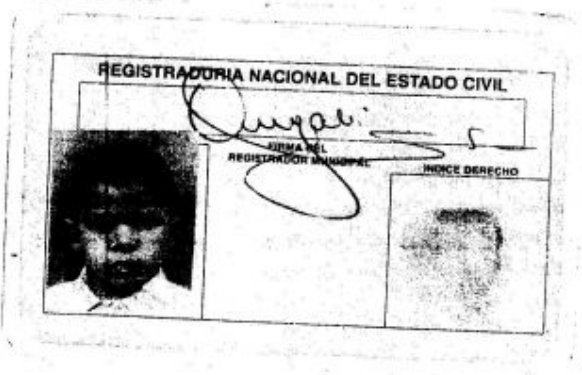 REGISTRADURIA NACIONAL DEL ESTADO CIVIL
FIRMA DEL
REGISTRADOR MUNICIPAL
INDICE DERECHO